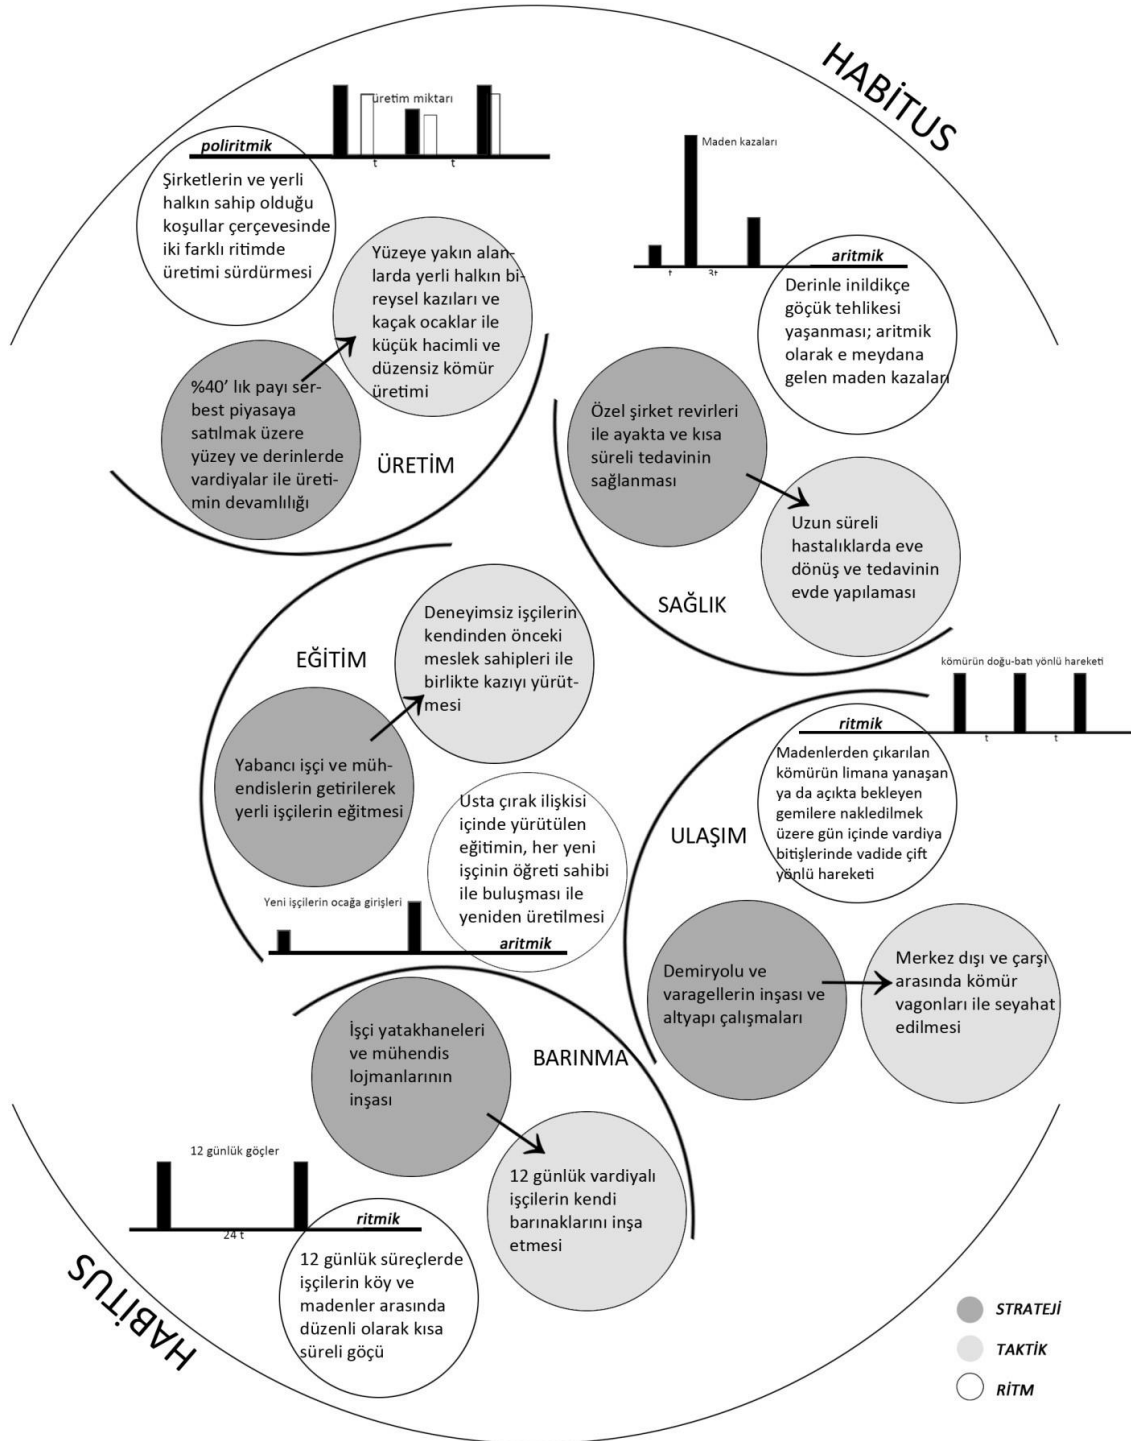 HABİTUS
üretim miktarı
poliritmik
t
t
Şirketlerin ve yerli
halkın sahip olduğu
koşullar çerçevesinde
iki farklı ritimde
üretimi sürdürmesi
Yüzeye yakın alan-
larda yerli halkın bi-
reysel kazıları ve
kaçak ocaklar ile
küçük hacimli ve
düzensiz kömür
üretimi
%40' lık payı ser-
best piyasaya
satılmak üzere
yüzey ve derinlerde
vardiyalar ile üreti-
min devamlılığı
ÜRETİM
Maden kazaları
t
3t
aritmik
Derinle inildikçe
göçük tehlikesi
yaşanması; aritmik
olarak e meydana
gelen maden kazaları
Özel şirket revirleri
ile ayakta ve kısa
süreli tedavinin
sağlanması
Uzun süreli
hastalıklarda eve
dönüş ve tedavinin
evde yapılaması
SAĞLIK
EĞİTİM
Deneyimsiz işçilerin
kendinden önceki
meslek sahipleri ile
birlikte kazıyı yürüt-
mesi
Yabancı işçi ve müh-
endislerin getirilerek
yerli işçilerin eğitmesi
Usta çırak ilişkisi
içinde yürütülen
eğitimin, her yeni
işçinin öğreti sahibi
ile buluşması ile
yeniden üretilmesi
Yeni işçilerin ocağa girişleri
aritmik
kömürün doğu-batı yönlü hareketi
ritmik
t
t
Madenlerden çıkarılan
kömürün limana yanaşan
ya da açıkta bekleyen
gemilere nakledilmek
üzere gün içinde vardiya
bitişlerinde vadide çift
yönlü hareketi
ULAŞIM
Demiryolu ve
varagellerin inşası ve
altyapı çalışmaları
Merkez dışı ve çarşı
arasında kömür
vagonları ile seyahat
edilmesi
İşçi yatakhaneleri
ve mühendis
lojmanlarının
inşası
BARINMA
12 günlük vardiyalı
işçilerin kendi
barınaklarını inşa
etmesi
12 günlük göçler
24 t
ritmik
12 günlük süreçlerde
işçilerin köy ve
madenler arasında
düzenli olarak kısa
süreli göçü
HABİTUS
STRATEJİ
TAKTİK
RİTM